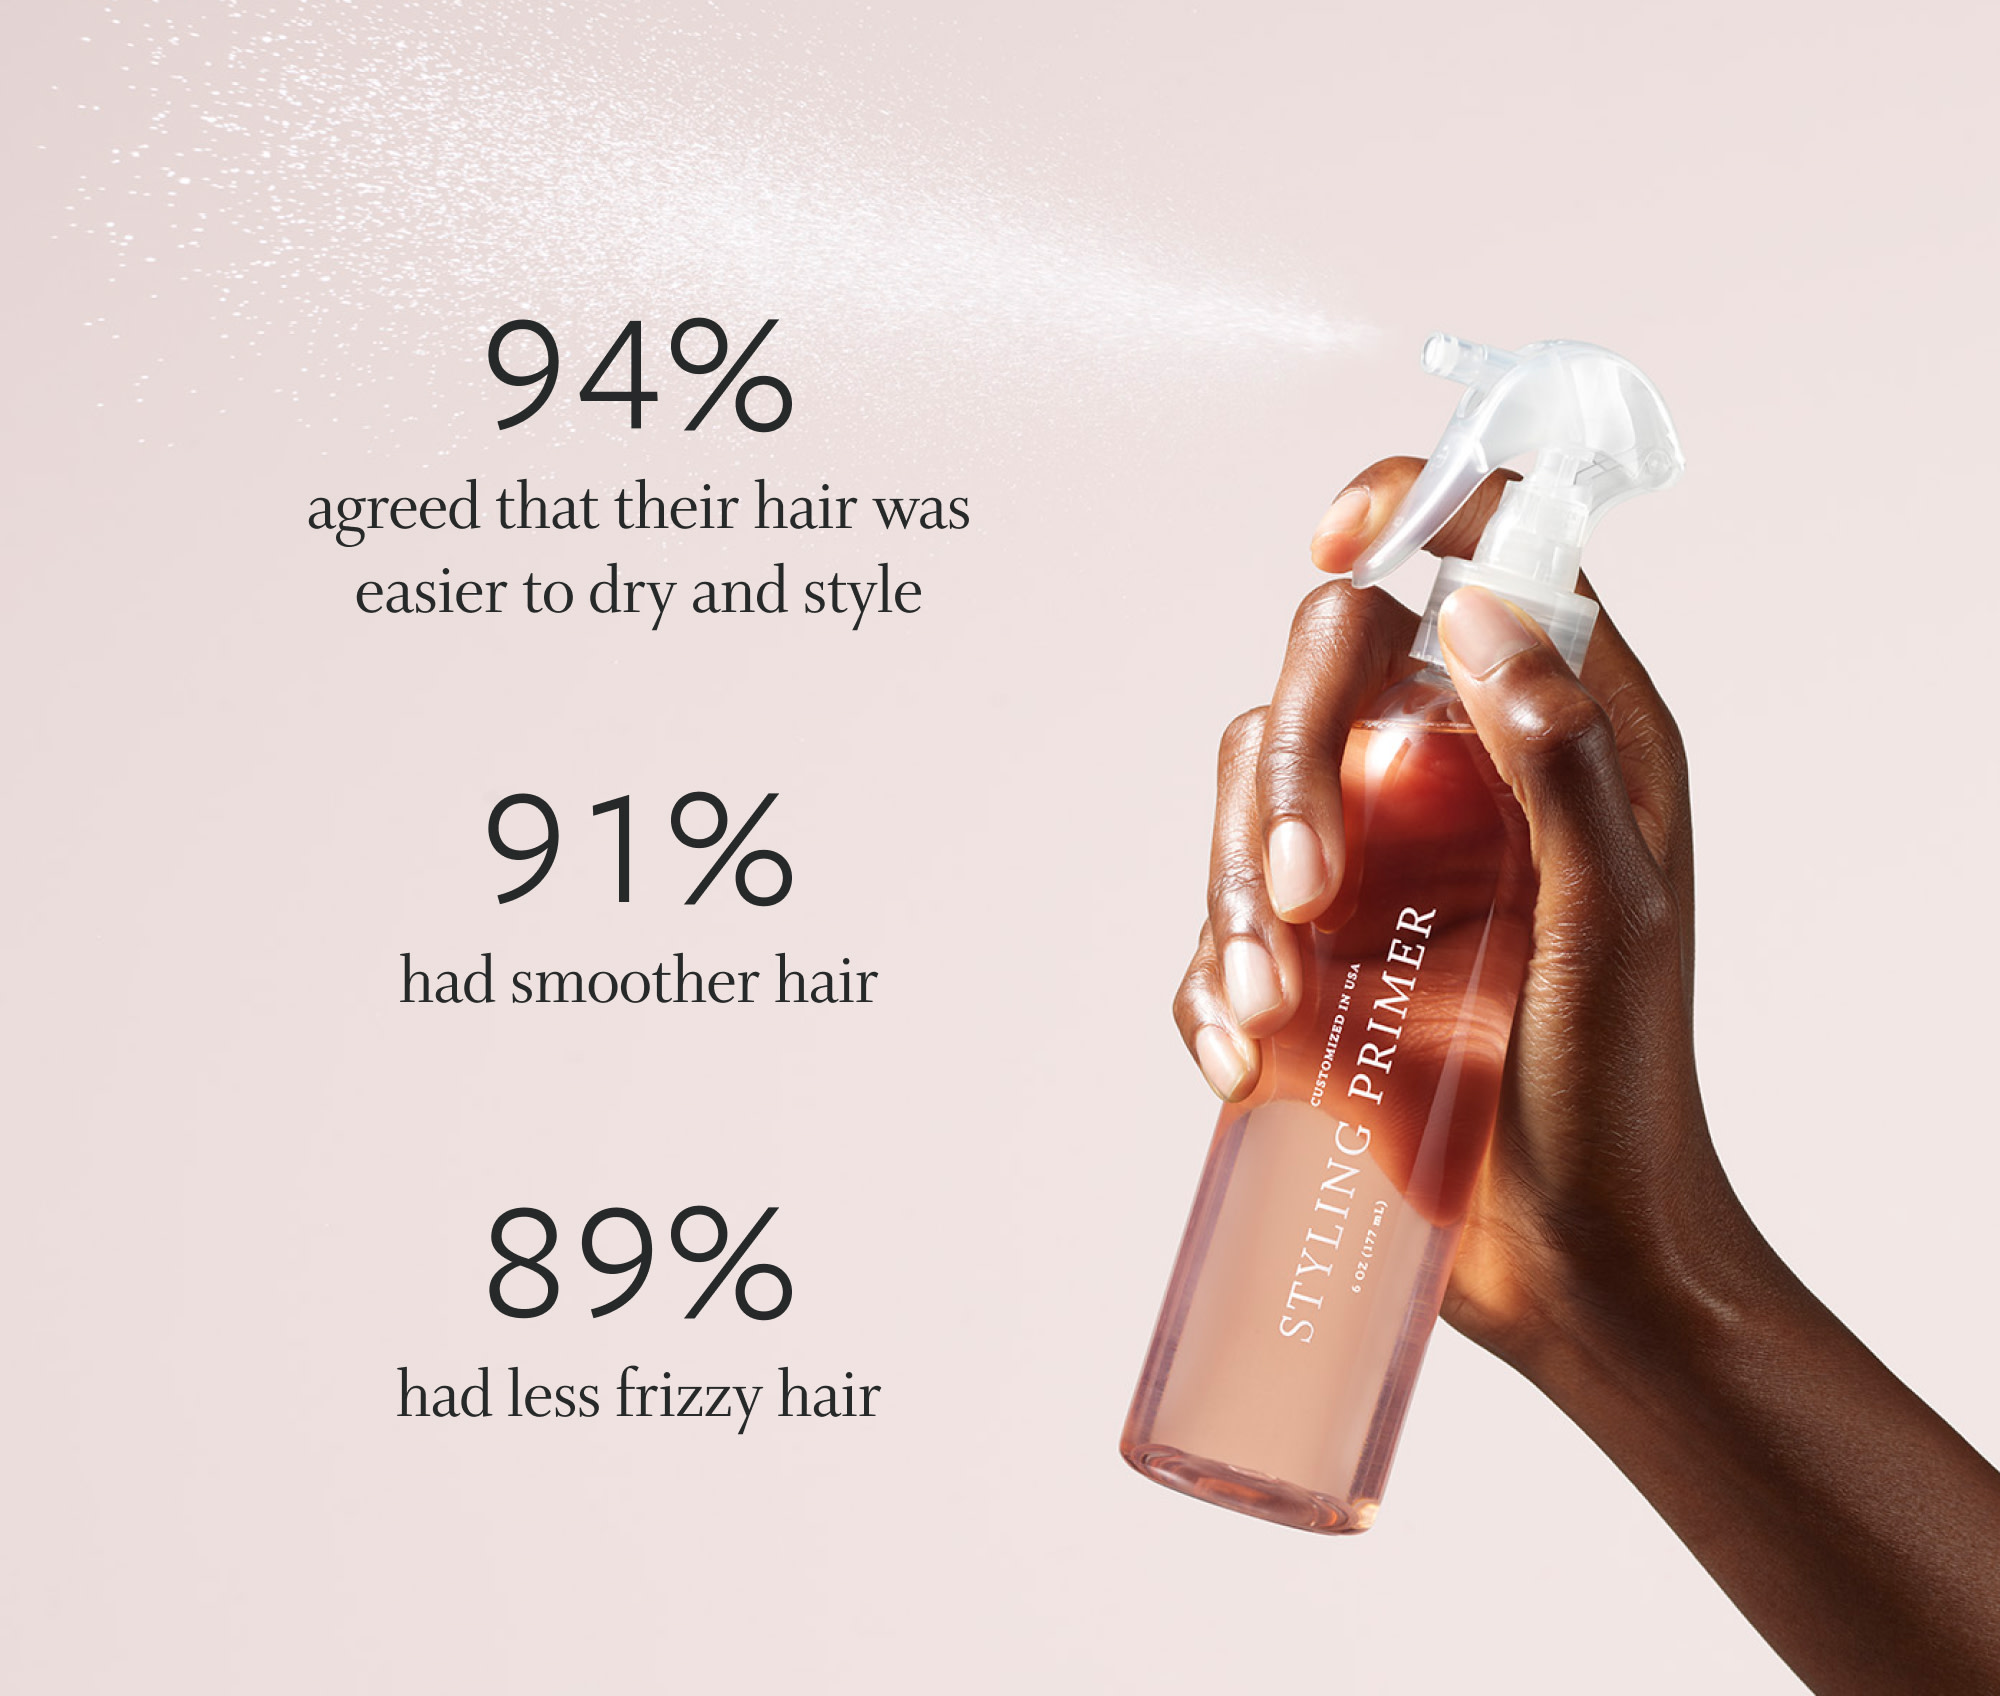 94%
agreed that their hair was
easier to dry and style
91%
had smoother hair
89%
had less frizzy hair
CUSTOMIZED IN USA
STYLING PRIMER
6 OZ (177 mL)